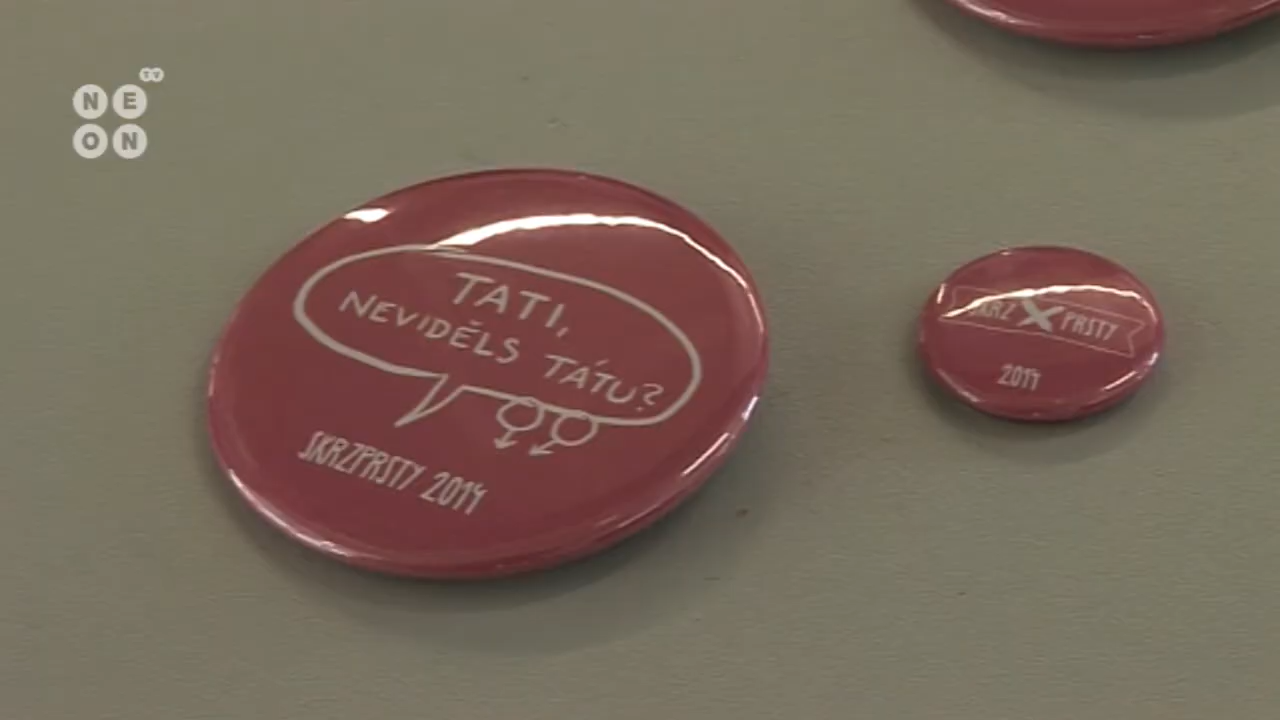 TV
NE
ON
TATI,
NEVIDĚLS TÁTU?
SKRZPRSTY 2014
SKRZ X PRSTY
2014